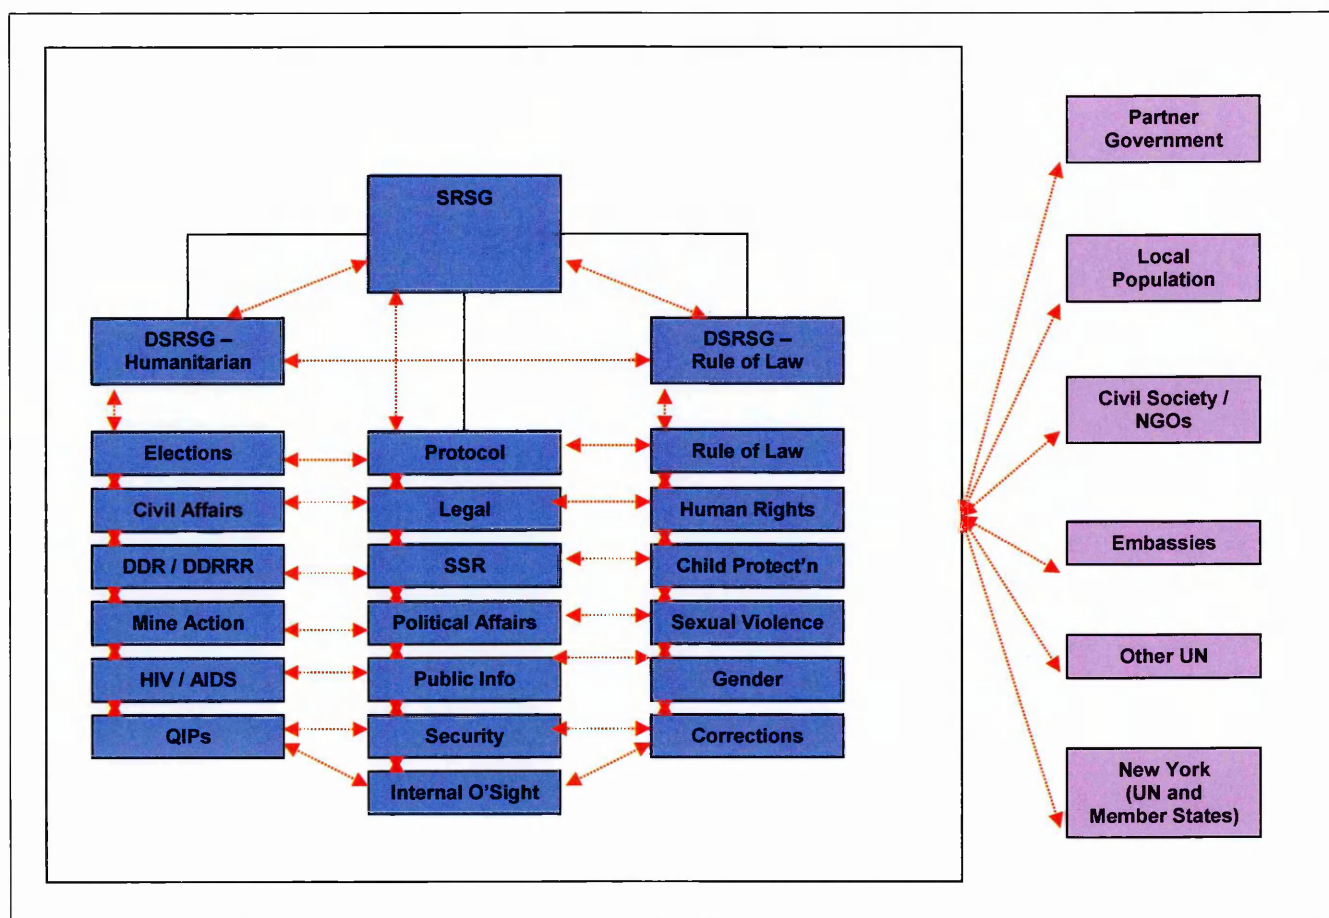 SRSG
DSRSG –
Humanitarian
DSRSG –
Rule of Law
Elections
Protocol
Rule of Law
Civil Affairs
Legal
Human Rights
DDR / DDRRR
SSR
Child Protect'n
Mine Action
Political Affairs
Sexual Violence
HIV / AIDS
Public Info
Gender
QIPs
Security
Corrections
Internal O'Sight
Partner
Government
Local
Population
Civil Society /
NGOs
Embassies
Other UN
New York
(UN and
Member States)